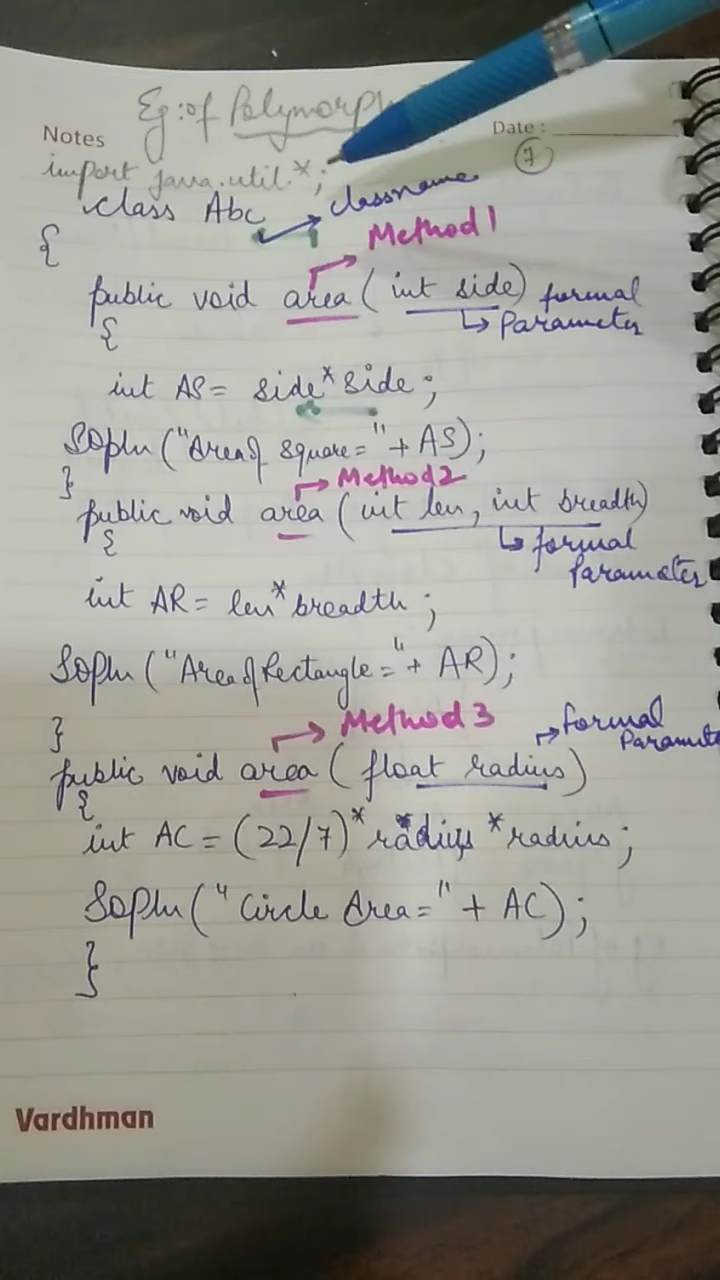 Eg: of Polymorph
Notes
Date :
7
import java.util.*;
class Abc
classname
{
Method 1
public void area ( int side) formal
Parameter
{
int AS = side*side ;
SOPln ("Area of square = " + AS);
}
Method 2
public void area ( int len, int breadth)
{
formal
Parameter
int AR = len* breadth ;
SOPln ("Area of Rectangle = "+ AR);
}
Method 3
formal
public void area ( float radius)
{
int AC = (22/7)* radius * radius ;
SOPln (" Circle Area = " + AC);
}
Vardhman